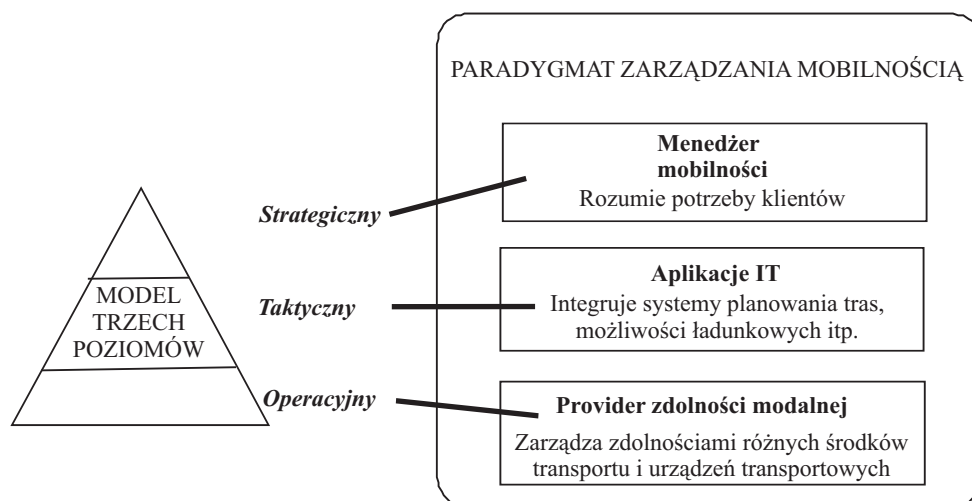 PARADYGMAT ZARZĄDZANIA MOBILNOŚCIĄ
Menedżer
mobilności
Rozumie potrzeby klientów
Strategiczny
Aplikacje IT
Integruje systemy planowania tras,
możliwości ładunkowych itp.
Taktyczny
MODEL
TRZECH
POZIOMÓW
Operacyjny
Provider zdolności modalnej
Zarządza zdolnościami różnych środków
transportu i urządzeń transportowych